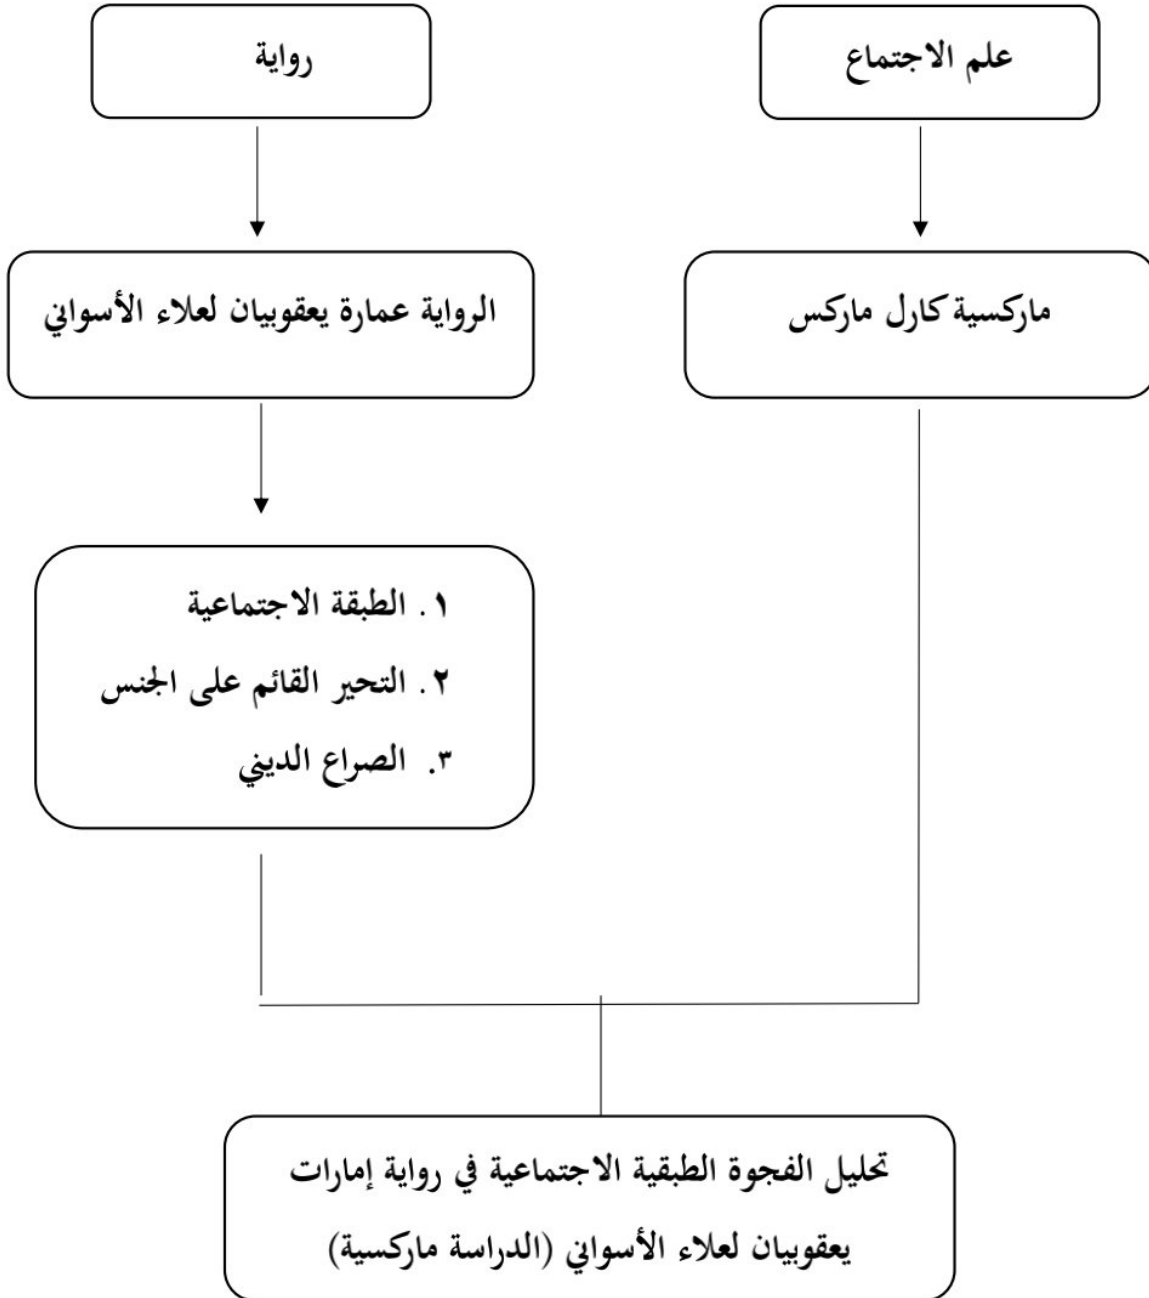 علم الاجتماع
رواية
ماركسية كارل ماركس
الرواية عمارة يعقوبيان لعلاء الأسواني
١. الطبقة الاجتماعية
٢. التحير القائم على الجنس
٣. الصراع الديني
تحليل الفجوة الطبقية الاجتماعية في رواية إمارات
يعقوبيان لعلاء الأسواني (الدراسة ماركسية)